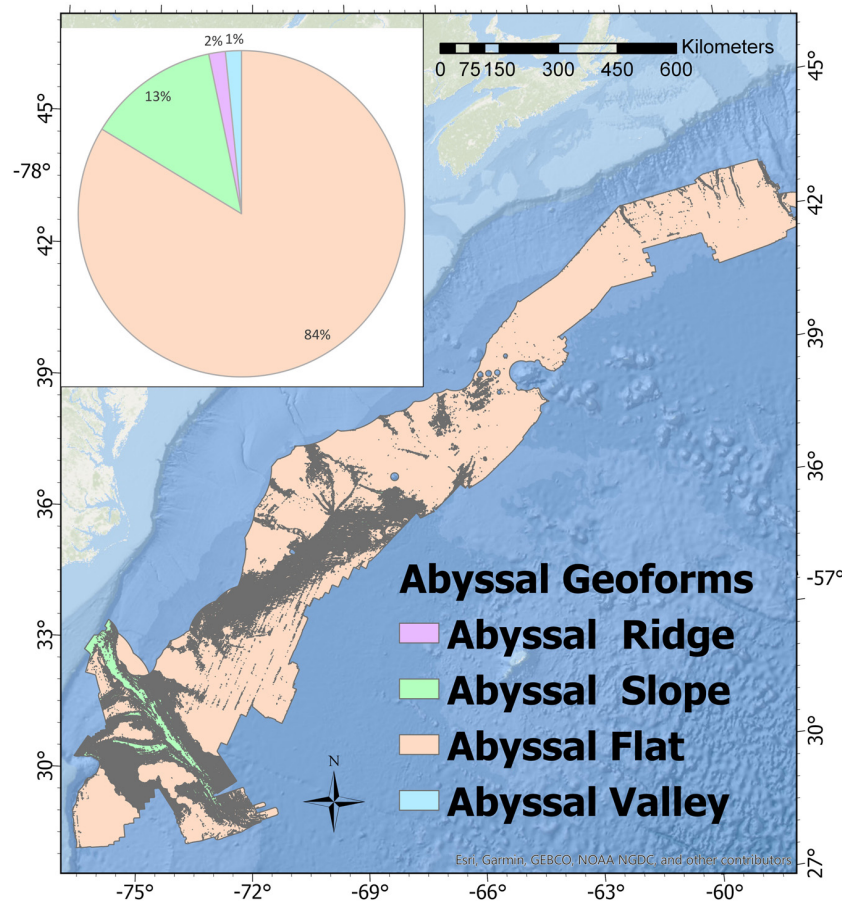 2% 1%
13%
84%
Kilometers
0 75 150 300 450 600
45°
-78°
42°
39°
36°
33°
30°
45°
42°
39°
36°
-57°
30°
27°
Abyssal Geoforms
Abyssal Ridge
Abyssal Slope
Abyssal Flat
Abyssal Valley
N
Esri, Garmin, GEBCO, NOAA NGDC, and other contributors
-75° -72° -69° -66° -63° -60°